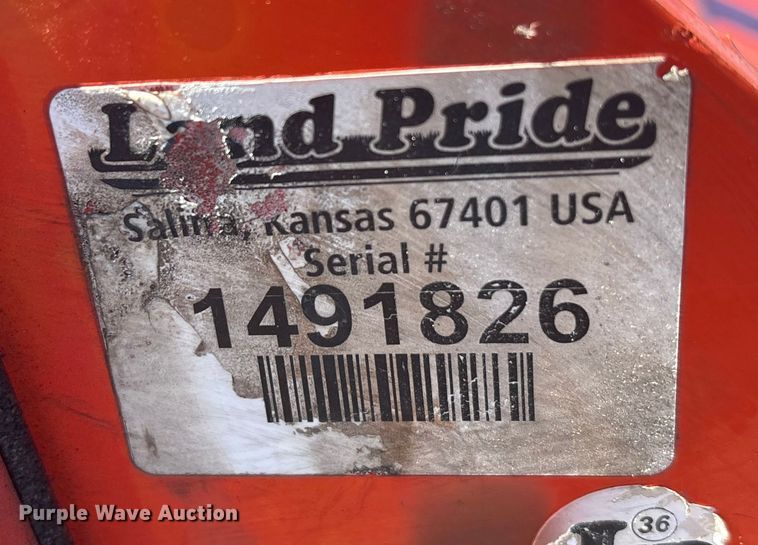 Land Pride
Salina, Kansas 67401 USA
Serial #
1491826
36
Purple Wave Auction